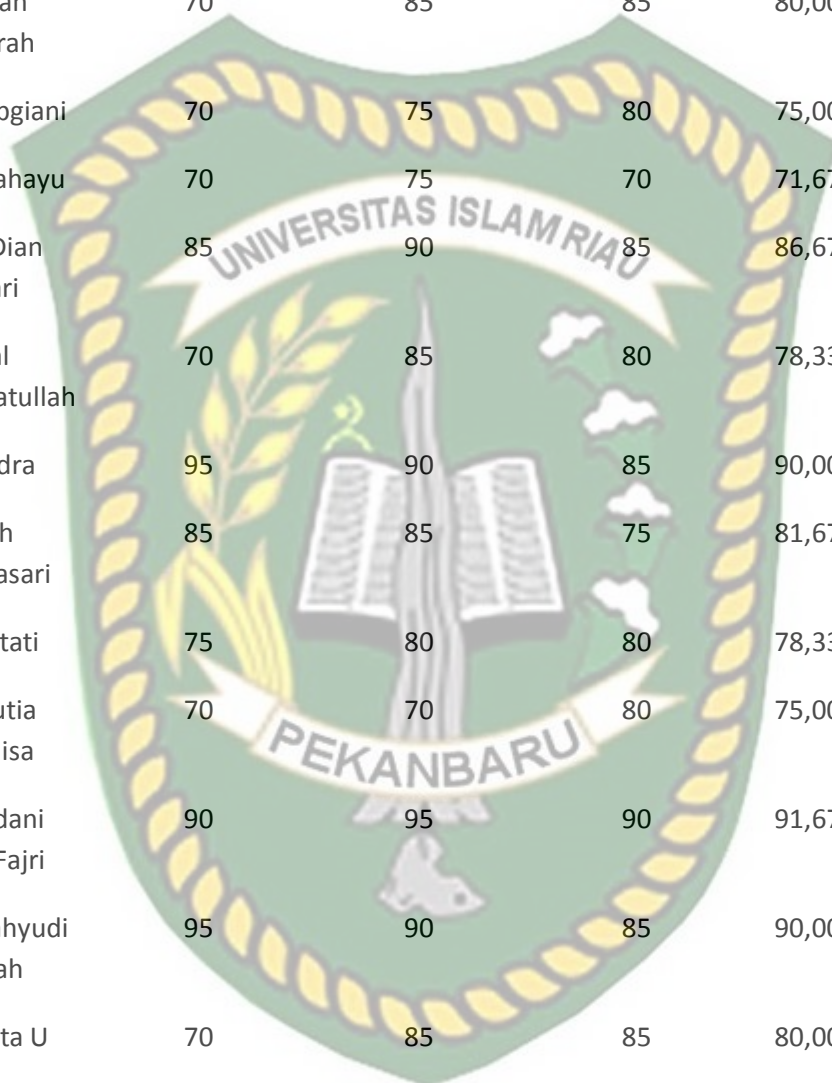 70 85 85 80,00
rah
70 75 80 75,00
ahayu 70 75 70 71,67
UNIVERSITAS ISLAM RIAU
Dian 85 90 85 86,67
ari
70 85 80 78,33
atullah
dra 95 90 85 90,00
h 85 85 75 81,67
asari
tati 75 80 80 78,33
utia 70 70 80 75,00
isa
PEKANBARU
dani 90 95 90 91,67
Fajri
ahyudi 95 90 85 90,00
ah
ta U 70 85 85 80,00